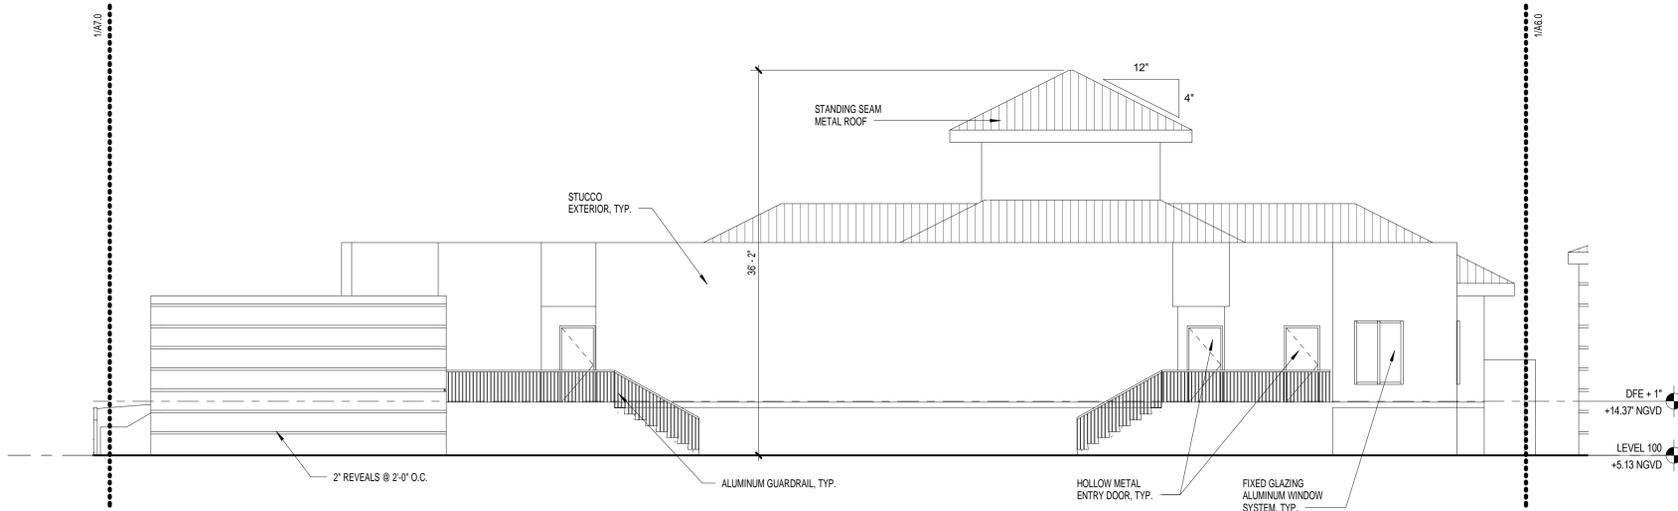 1/A7.0
1/A6.0
12"
4"
STANDING SEAM
METAL ROOF
STUCCO
EXTERIOR, TYP.
36' - 2"
DFE + 1"
+14.37' NGVD
LEVEL 100
+5.13 NGVD
2" REVEALS @ 2'-0" O.C.
ALUMINUM GUARDRAIL, TYP.
HOLLOW METAL
ENTRY DOOR, TYP.
FIXED GLAZING
ALUMINUM WINDOW
SYSTEM, TYP.